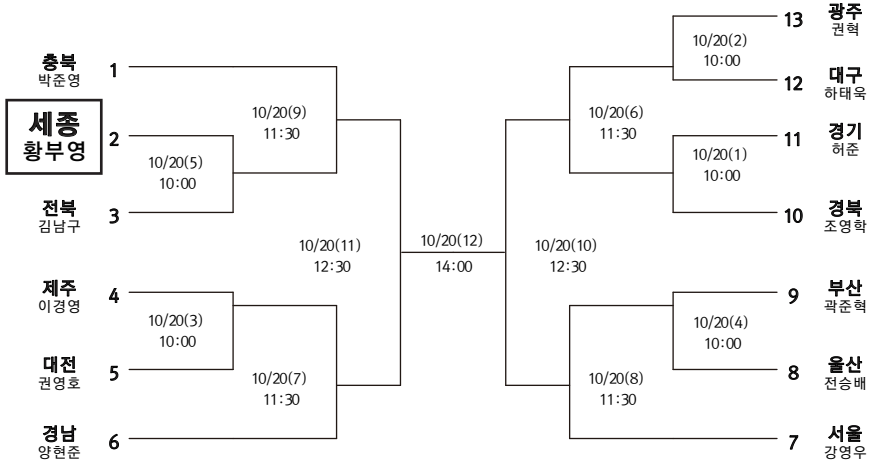 충북
박준영
1
세종
황부영
2
전북
김남구
3
제주
이경영
4
대전
권영호
5
경남
양현준
6
10/20(5)
10:00
10/20(3)
10:00
10/20(9)
11:30
10/20(7)
11:30
10/20(11)
12:30
10/20(12)
14:00
10/20(10)
12:30
10/20(6)
11:30
10/20(8)
11:30
10/20(2)
10:00
10/20(1)
10:00
10/20(4)
10:00
13
광주
권혁
12
대구
하태욱
11
경기
허준
10
경북
조영학
9
부산
곽준혁
8
울산
전승배
7
서울
강영우